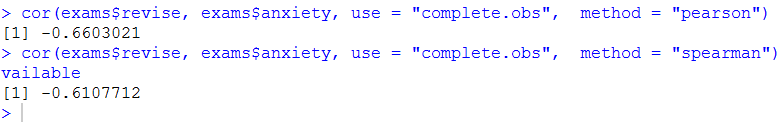 > cor(exams$revise, exams$anxiety, use = "complete.obs",  method = "pearson")
[1] -0.6603021
> cor(exams$revise, exams$anxiety, use = "complete.obs",  method = "spearman")
vailable
[1] -0.6107712
>